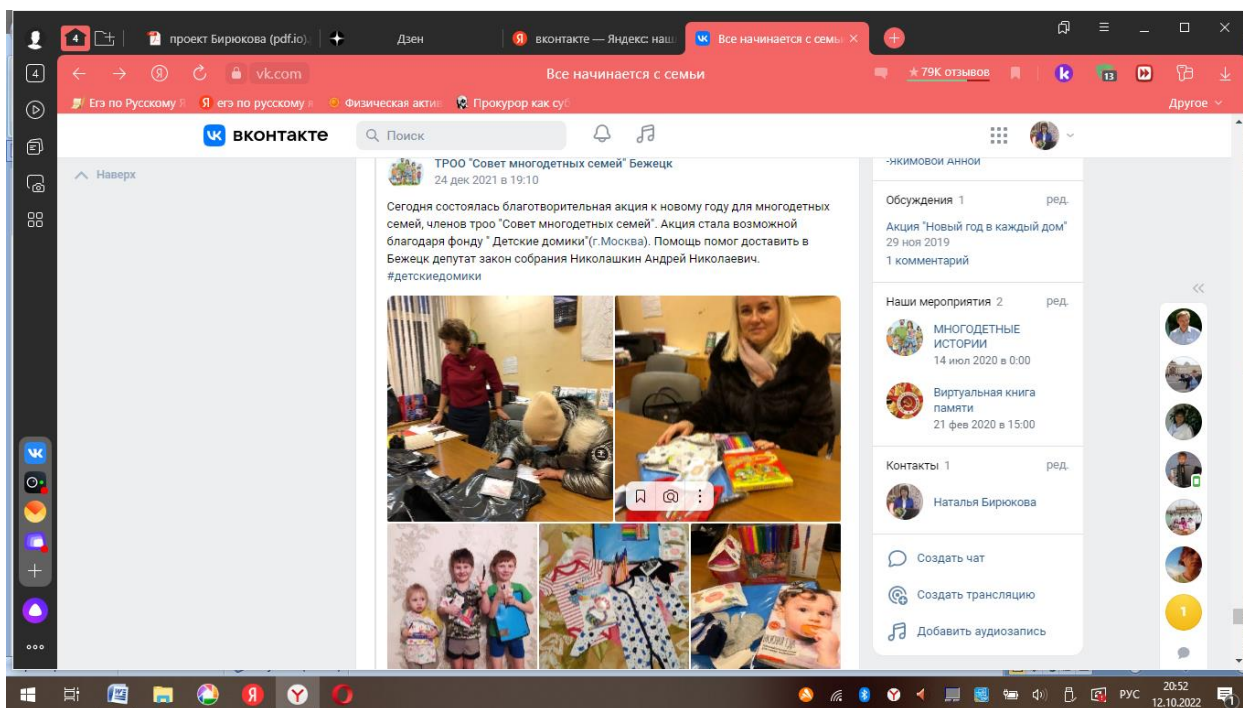 4
проект Бирюкова (pdf.io).
Дзен
вконтакте — Яндекс: наш
Все начинается с семьи
4
vk.com
Все начинается с семьи
79K отзывов
13
Егэ по Русскому Я
егэ по русскому я
Физическая актив
Прокурор как суб
Другое
вконтакте
Поиск
Наверх
ТРОО "Совет многодетных семей" Бежецк
24 дек 2021 в 19:10
Сегодня состоялась благотворительная акция к новому году для многодетных
семей, членов троо "Совет многодетных семей". Акция стала возможной
благодаря фонду " Детские домики"(г.Москва). Помощь помог доставить в
Бежецк депутат закон собрания Николашкин Андрей Николаевич.
#детскиедомики
-Якимовой Анной
Обсуждения 1
ред.
Акция "Новый год в каждый дом"
29 ноя 2019
1 комментарий
Наши мероприятия 2
ред.
МНОГОДЕТНЫЕ
ИСТОРИИ
14 июл 2020 в 0:00
Виртуальная книга
памяти
21 фев 2020 в 15:00
Контакты 1
ред.
Наталья Бирюкова
Создать чат
Создать трансляцию
Добавить аудиозапись
1
РУС
20:52
12.10.2022